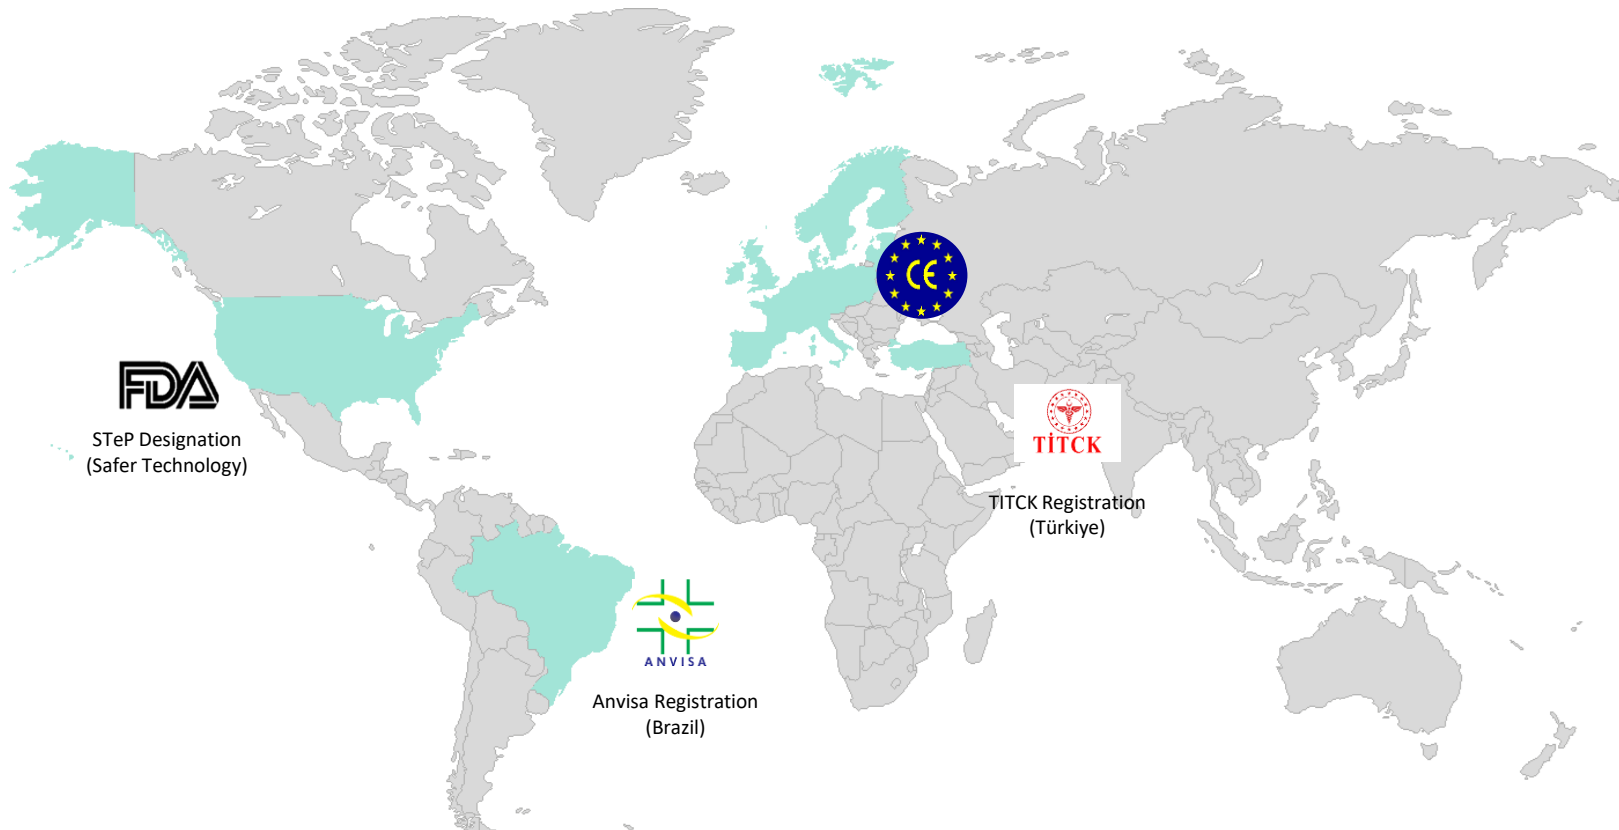 FDA
STeP Designation
(Safer Technology)
CE
TİTCK
TITCK Registration
(Türkiye)
ANVISA
Anvisa Registration
(Brazil)